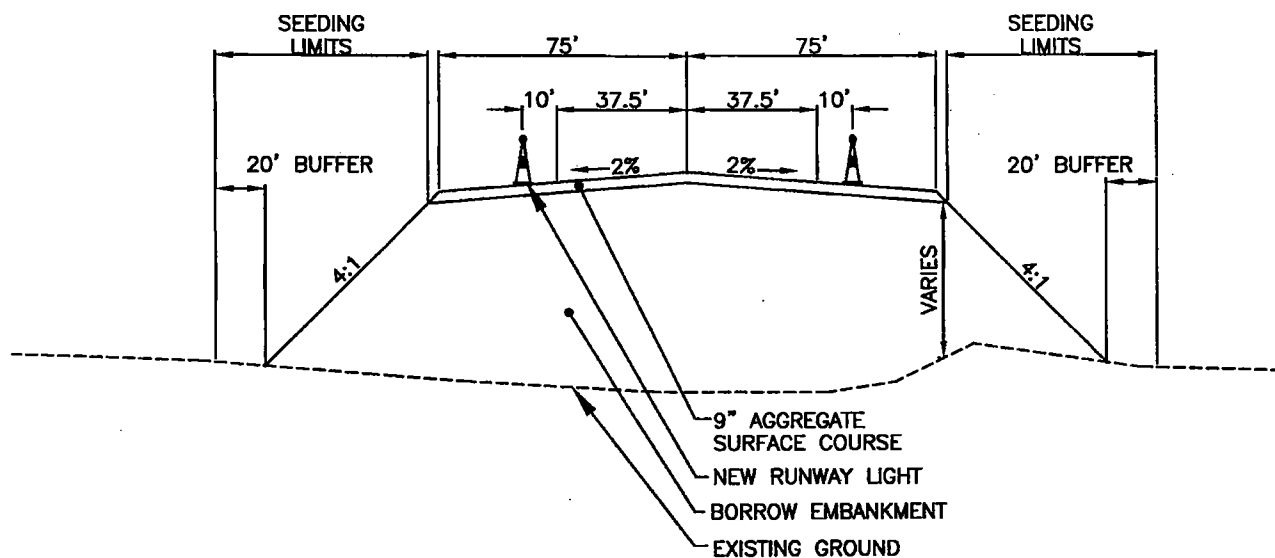 SEEDING
LIMITS
75'
75'
SEEDING
LIMITS
10'
37.5'
37.5'
10'
20' BUFFER
2%
2%
20' BUFFER
4:1
VARIES
4:1
9" AGGREGATE
SURFACE COURSE
NEW RUNWAY LIGHT
BORROW EMBANKMENT
EXISTING GROUND